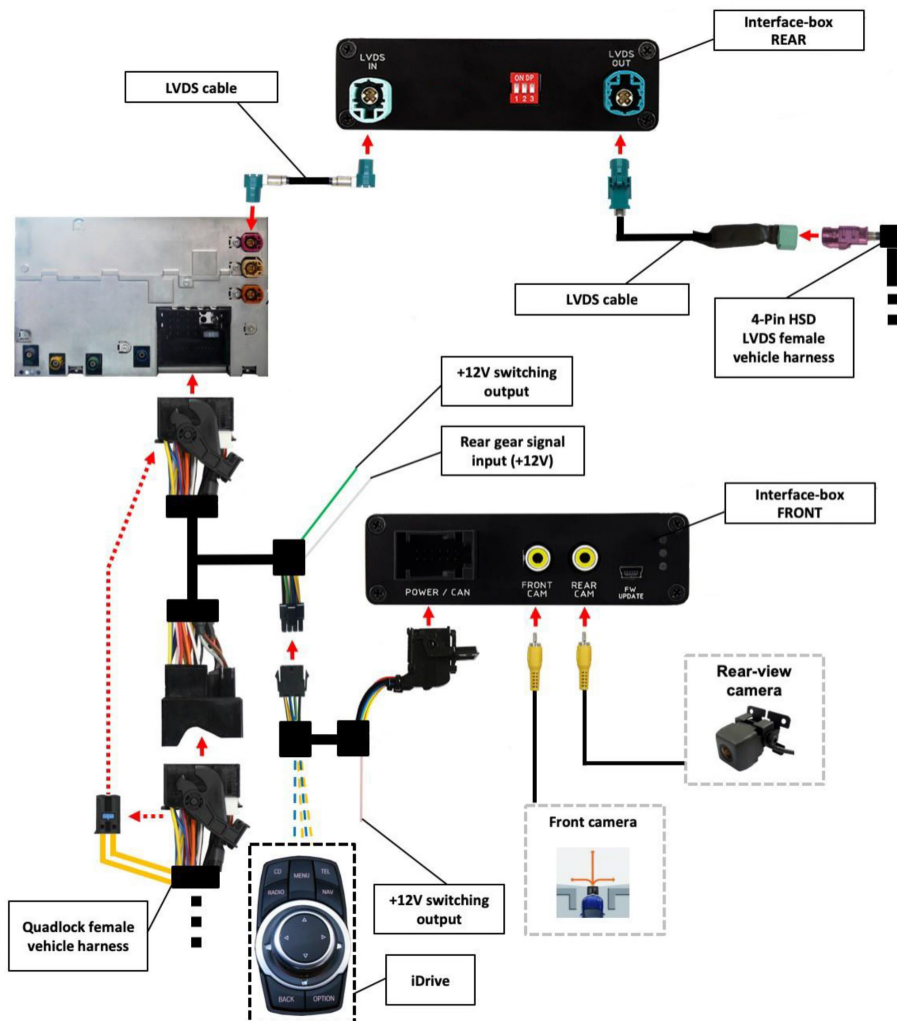 Interface-box
REAR
LVDS
IN
ON DP
1 2 3
LVDS
OUT
LVDS cable
LVDS cable
4-Pin HSD
LVDS female
vehicle harness
+12V switching
output
Rear gear signal
input (+12V)
Interface-box
FRONT
POWER / CAN
FRONT
CAM
REAR
CAM
FW
UPDATE
Rear-view
camera
Front camera
CD
MENU
TEL
RADIO
NAV
BACK
OPTION
+12V switching
output
Quadlock female
vehicle harness
iDrive